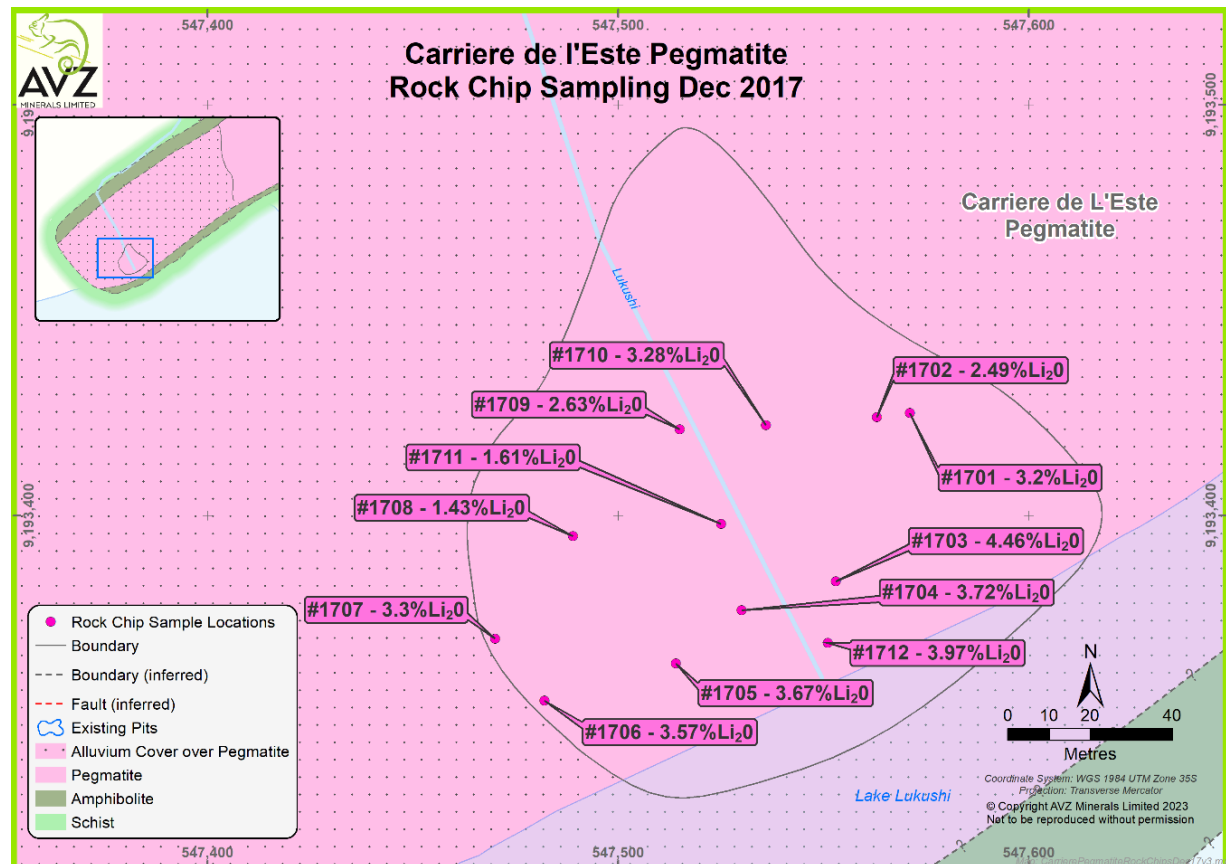 547,400
547,500
547,600
AVZ
MINERALS LIMITED
Carriere de l'Este Pegmatite
Rock Chip Sampling Dec 2017
9,193,500
Carriere de L'Este
Pegmatite
Lukushi
#1710 - 3.28%Li₂0
#1702 - 2.49%Li₂0
#1709 - 2.63%Li₂0
#1711 - 1.61%Li₂0
#1701 - 3.2%Li₂0
#1708 - 1.43%Li₂0
9,193,400
9,193,400
#1703 - 4.46%Li₂0
#1704 - 3.72%Li₂0
#1707 - 3.3%Li₂0
#1712 - 3.97%Li₂0
#1705 - 3.67%Li₂0
#1706 - 3.57%Li₂0
Rock Chip Sample Locations
Boundary
Boundary (inferred)
Fault (inferred)
Existing Pits
Alluvium Cover over Pegmatite
Pegmatite
Amphibolite
Schist
N
0 10 20 40
Metres
Lake Lukushi
Coordinate System: WGS 1984 UTM Zone 35S
Projection: Transverse Mercator
© Copyright AVZ Minerals Limited 2023
Not to be reproduced without permission
547,400
547,500
547,600